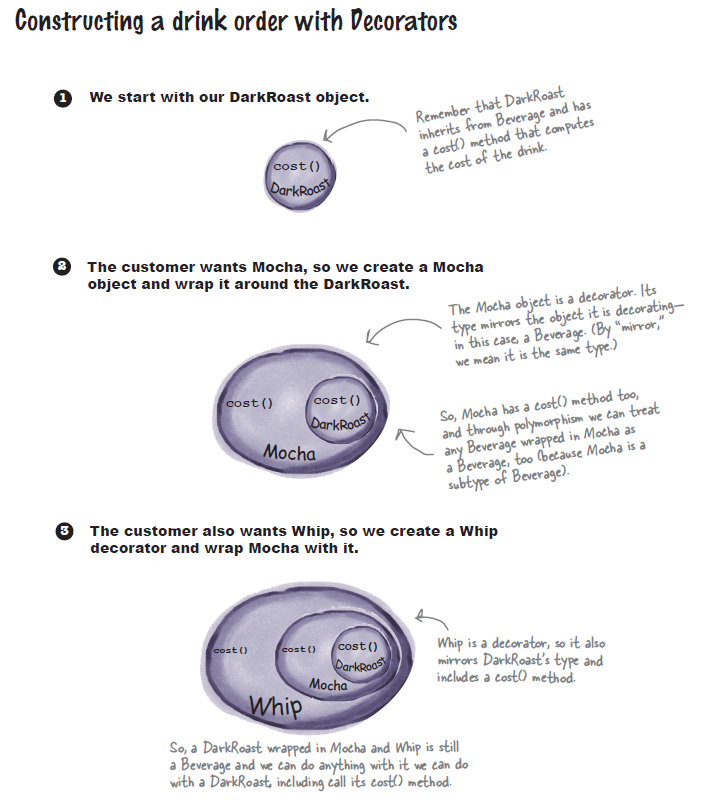 Constructing a drink order with Decorators
1 We start with our DarkRoast object.
Remember that DarkRoast
inherits from Beverage and has
a cost() method that computes
the cost of the drink.
cost()
DarkRoast
2 The customer wants Mocha, so we create a Mocha
object and wrap it around the DarkRoast.
The Mocha object is a decorator. Its
type mirrors the object it is decorating—
in this case, a Beverage. (By “mirror,”
we mean it is the same type.)
cost() cost()
DarkRoast
Mocha
So, Mocha has a cost() method too,
and through polymorphism we can treat
any Beverage wrapped in Mocha as
a Beverage, too (because Mocha is a
subtype of Beverage).
3 The customer also wants Whip, so we create a Whip
decorator and wrap Mocha with it.
cost() cost() cost()
DarkRoast
Mocha
Whip
Whip is a decorator, so it also
mirrors DarkRoast's type and
includes a cost() method.
So, a DarkRoast wrapped in Mocha and Whip is still
a Beverage and we can do anything with it we can do
with a DarkRoast, including call its cost() method.